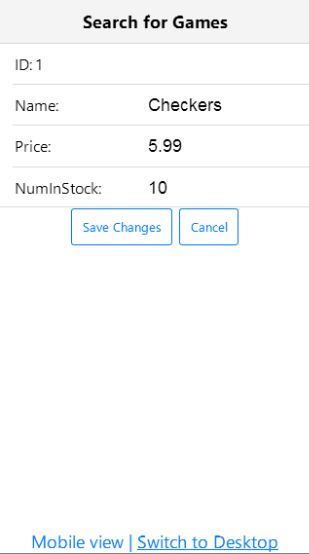 Search for Games
ID: 1
Name: Checkers
Price: 5.99
NumInStock: 10
Save Changes Cancel
Mobile view | Switch to Desktop